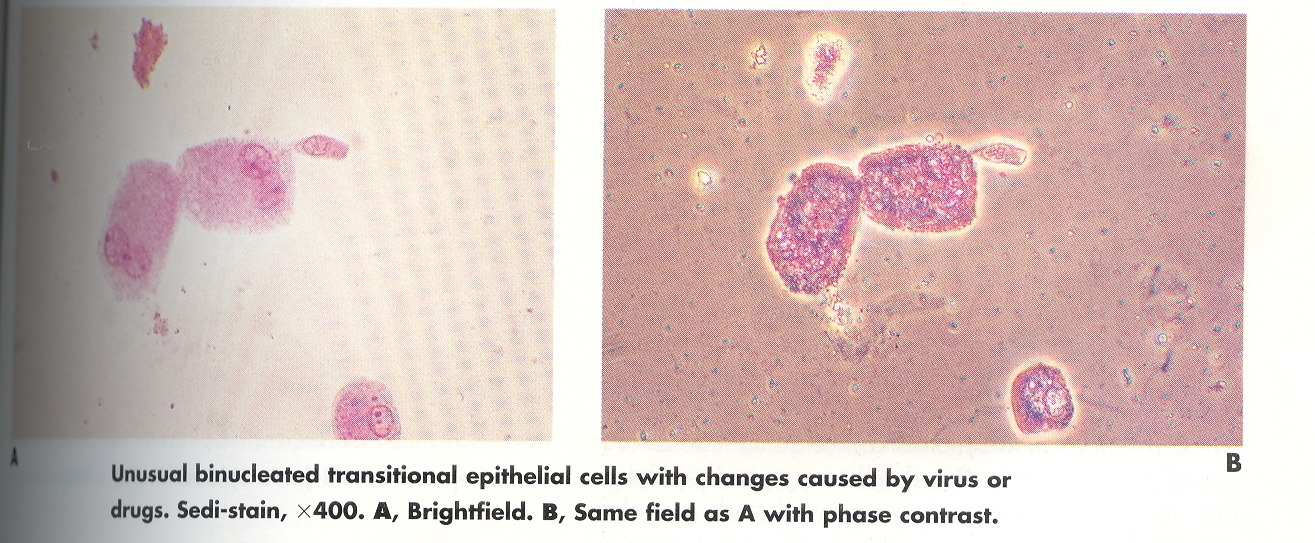 A
B
Unusual binucleated transitional epithelial cells with changes caused by virus or
drugs. Sedi-stain, ×400. A, Brightfield. B, Same field as A with phase contrast.